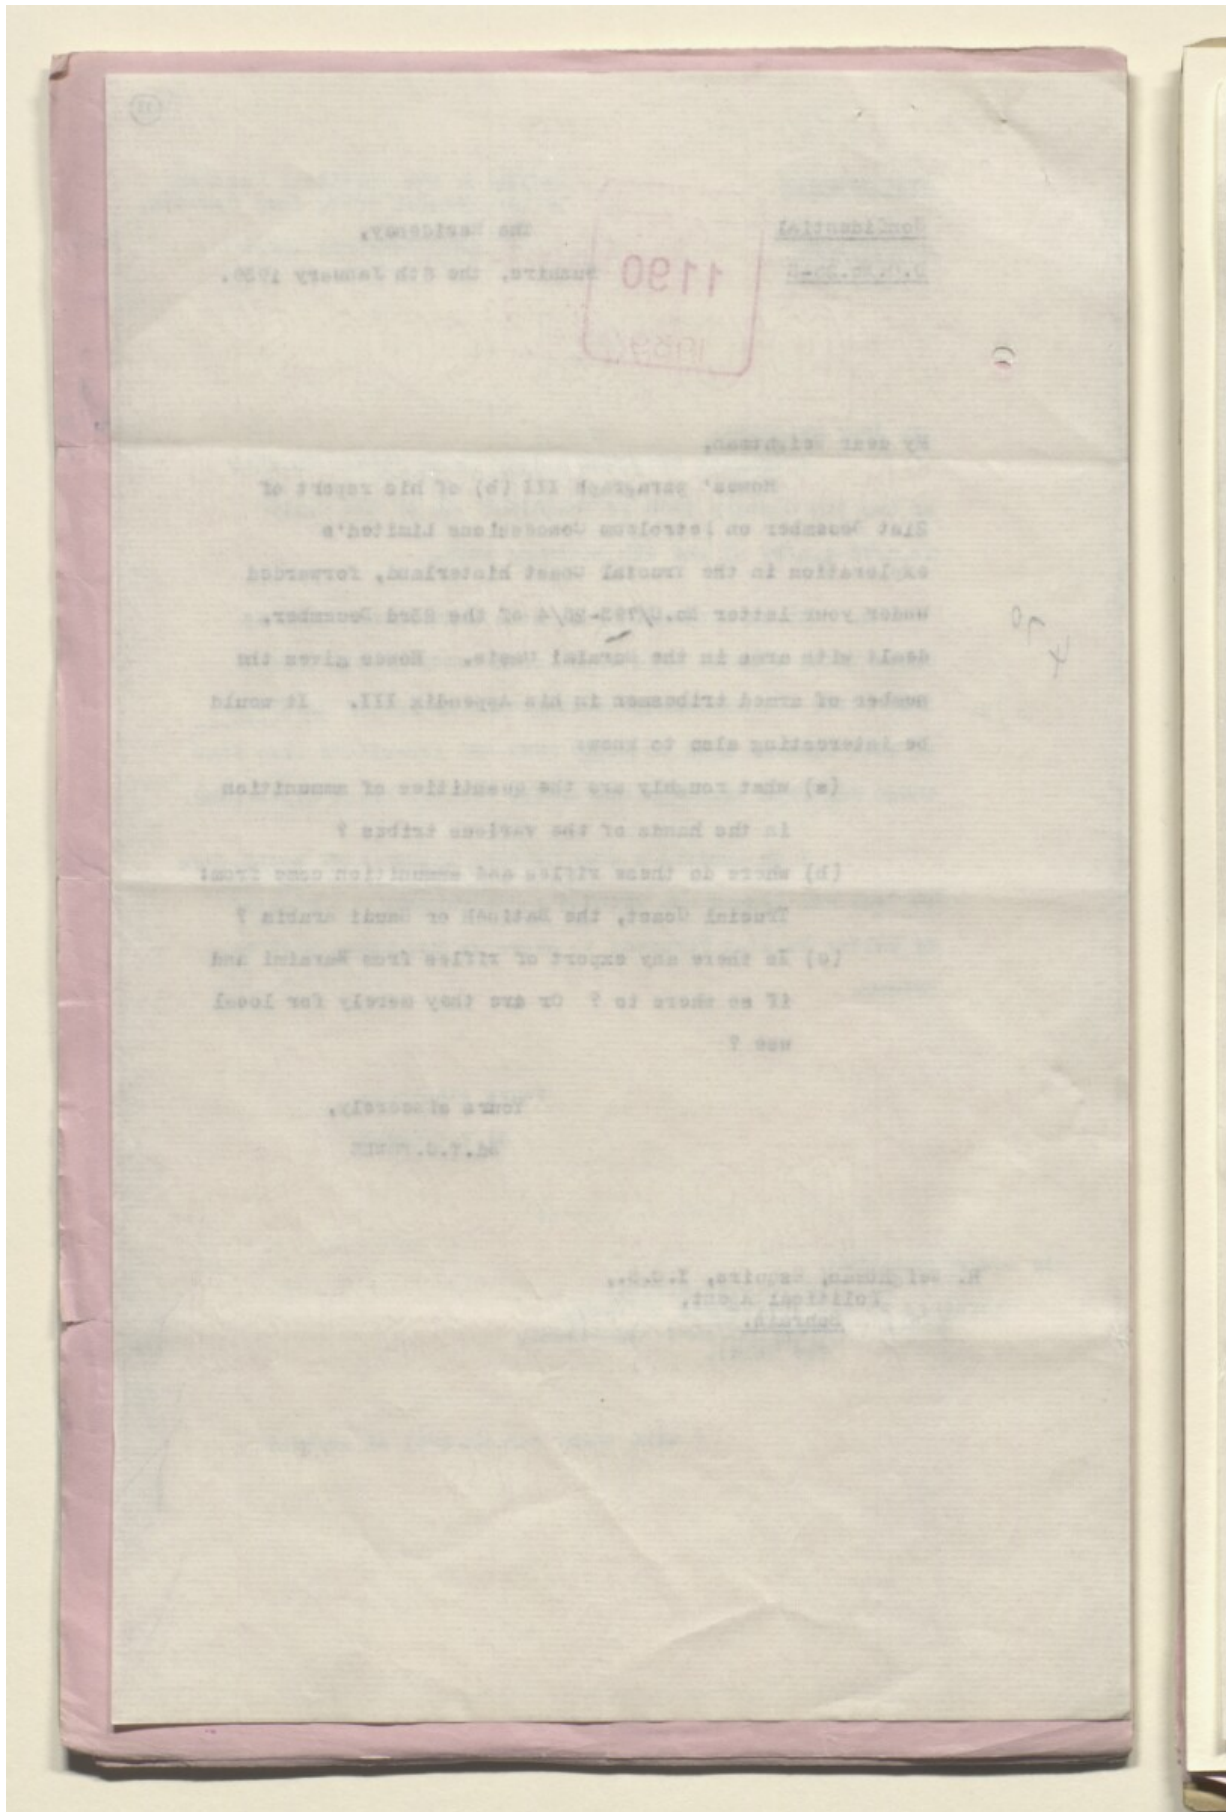 Confidential
The Residency,
Bushire, the 8th January 1939.
1190
1939
My dear Weightman,
Howes' paragraph III (b) of his report of
21st December on Petroleum Concessions Limited's
exploration in the Trucial Coast hinterland, forwarded
under your letter No. of the 23rd December,
dealt with arms in the Baraimi Oasis. Howes gives the
number of armed tribesmen in his Appendix III. It would
be interesting also to know:
(a) what roughly are the quantities of ammunition
in the hands of the various tribes ?
(b) where do these rifles and ammunition come from:
Trucial Coast, the Batinah or Saudi Arabia ?
(c) Is there any export of rifles from Baraimi and
if so where to ? Or are they merely for local
use ?
Yours sincerely,
H. Weightman, Esquire, I.C.S.,
Political Agent,
Bahrain.